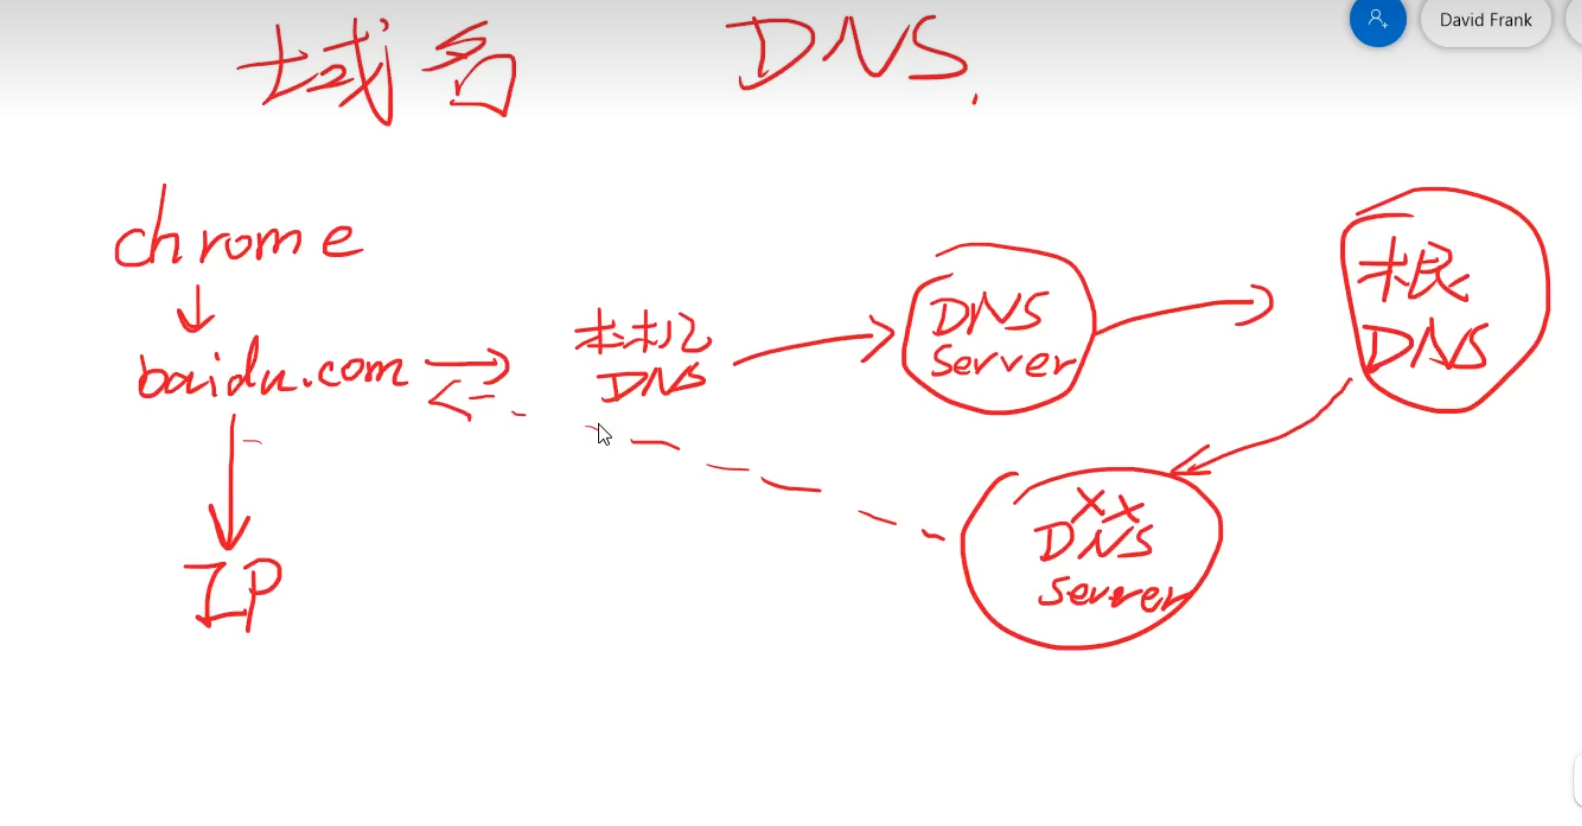 域名 DNS.
David Frank
chrome
baidu.com
IP
本机
DNS
DNS
Server
根
DNS
XX
DNS
Server